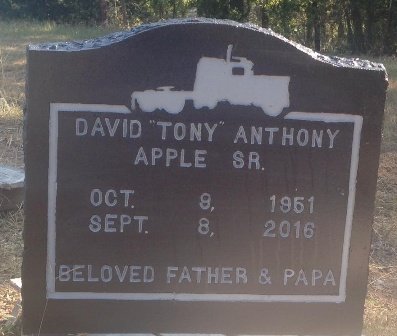 DAVID "TONY" ANTHONY
APPLE SR.
OCT. 9, 1951
SEPT. 8, 2016
BELOVED FATHER & PAPA